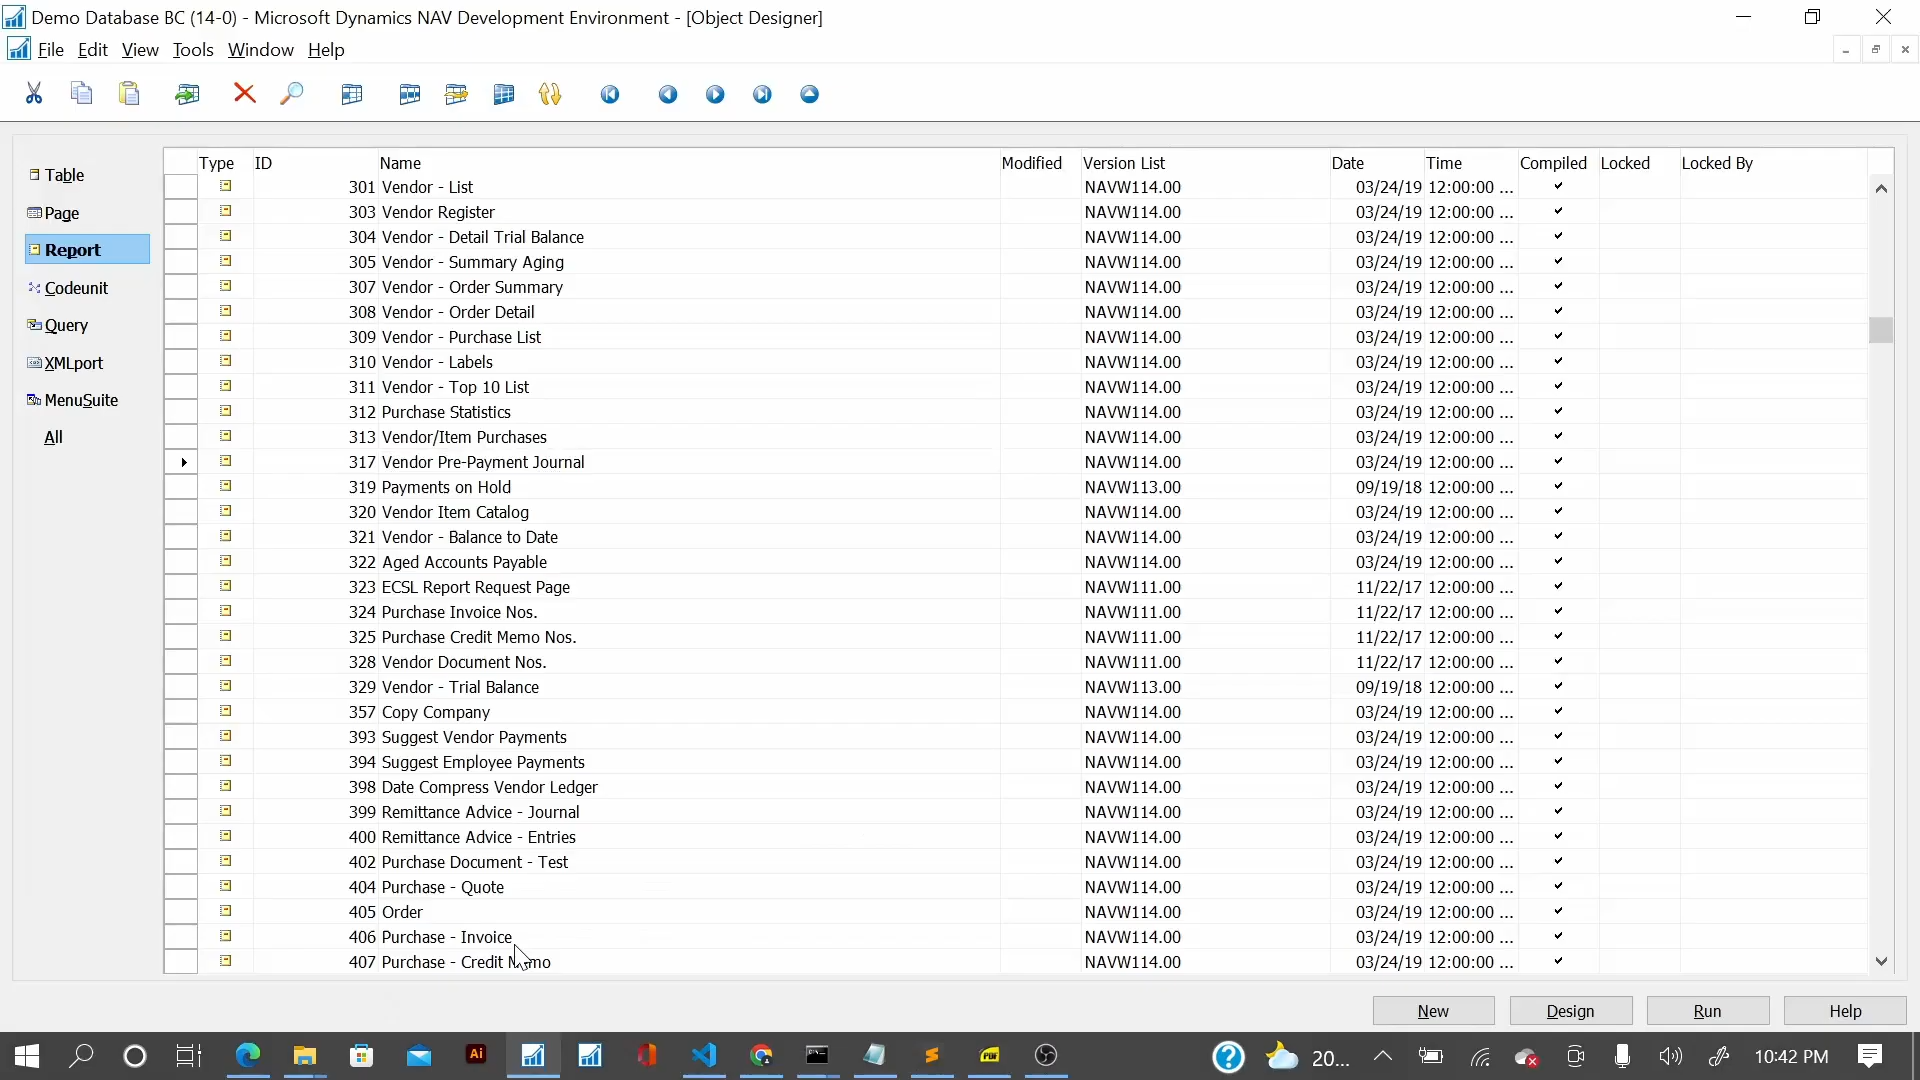 Demo Database BC (14-0) - Microsoft Dynamics NAV Development Environment - [Object Designer]
File Edit View Tools Window Help
Type ID Name Modified Version List Date Time Compiled Locked Locked By
Table
Page
Report
Codeunit
Query
XMLport
MenuSuite
All
301 Vendor - List NAVW114.00 03/24/19 12:00:00 ...
303 Vendor Register NAVW114.00 03/24/19 12:00:00 ...
304 Vendor - Detail Trial Balance NAVW114.00 03/24/19 12:00:00 ...
305 Vendor - Summary Aging NAVW114.00 03/24/19 12:00:00 ...
307 Vendor - Order Summary NAVW114.00 03/24/19 12:00:00 ...
308 Vendor - Order Detail NAVW114.00 03/24/19 12:00:00 ...
309 Vendor - Purchase List NAVW114.00 03/24/19 12:00:00 ...
310 Vendor - Labels NAVW114.00 03/24/19 12:00:00 ...
311 Vendor - Top 10 List NAVW114.00 03/24/19 12:00:00 ...
312 Purchase Statistics NAVW114.00 03/24/19 12:00:00 ...
313 Vendor/Item Purchases NAVW114.00 03/24/19 12:00:00 ...
317 Vendor Pre-Payment Journal NAVW114.00 03/24/19 12:00:00 ...
319 Payments on Hold NAVW113.00 09/19/18 12:00:00 ...
320 Vendor Item Catalog NAVW114.00 03/24/19 12:00:00 ...
321 Vendor - Balance to Date NAVW114.00 03/24/19 12:00:00 ...
322 Aged Accounts Payable NAVW114.00 03/24/19 12:00:00 ...
323 ECSL Report Request Page NAVW111.00 11/22/17 12:00:00 ...
324 Purchase Invoice Nos. NAVW111.00 11/22/17 12:00:00 ...
325 Purchase Credit Memo Nos. NAVW111.00 11/22/17 12:00:00 ...
328 Vendor Document Nos. NAVW111.00 11/22/17 12:00:00 ...
329 Vendor - Trial Balance NAVW113.00 09/19/18 12:00:00 ...
357 Copy Company NAVW114.00 03/24/19 12:00:00 ...
393 Suggest Vendor Payments NAVW114.00 03/24/19 12:00:00 ...
394 Suggest Employee Payments NAVW114.00 03/24/19 12:00:00 ...
398 Date Compress Vendor Ledger NAVW114.00 03/24/19 12:00:00 ...
399 Remittance Advice - Journal NAVW114.00 03/24/19 12:00:00 ...
400 Remittance Advice - Entries NAVW114.00 03/24/19 12:00:00 ...
402 Purchase Document - Test NAVW114.00 03/24/19 12:00:00 ...
404 Purchase - Quote NAVW114.00 03/24/19 12:00:00 ...
405 Order NAVW114.00 03/24/19 12:00:00 ...
406 Purchase - Invoice NAVW114.00 03/24/19 12:00:00 ...
407 Purchase - Credit Memo NAVW114.00 03/24/19 12:00:00 ...
New Design Run Help
Ai PDF 20... 10:42 PM